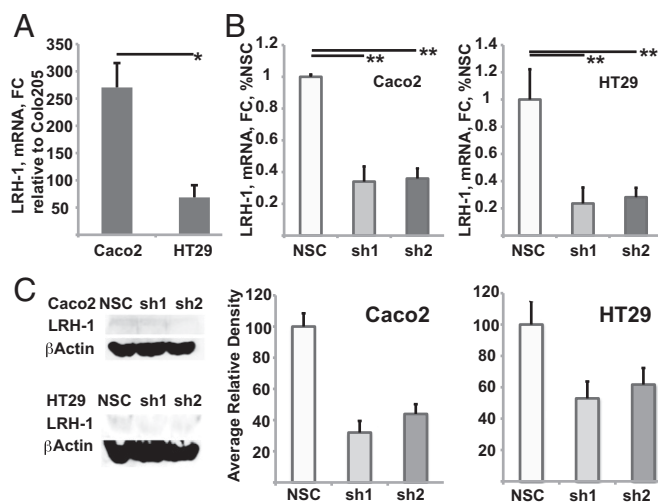 A
LRH-1, mRNA, FC
relative to Colo205
350
300
250
200
150
100
50
*
Caco2 HT29
B
LRH-1, mRNA, FC, %NSC
1.2
1
0.8
0.6
0.4
0.2
**
**
Caco2
NSC sh1 sh2
LRH-1, mRNA, FC, %NSC
1.4
1.2
1
0.8
0.6
0.4
0.2
**
**
HT29
NSC sh1 sh2
C
Caco2 NSC sh1 sh2
LRH-1
βActin
HT29 NSC sh1 sh2
LRH-1
βActin
Average Relative Density
120
100
80
60
40
20
Caco2
NSC sh1 sh2
120
100
80
60
40
20
HT29
NSC sh1 sh2